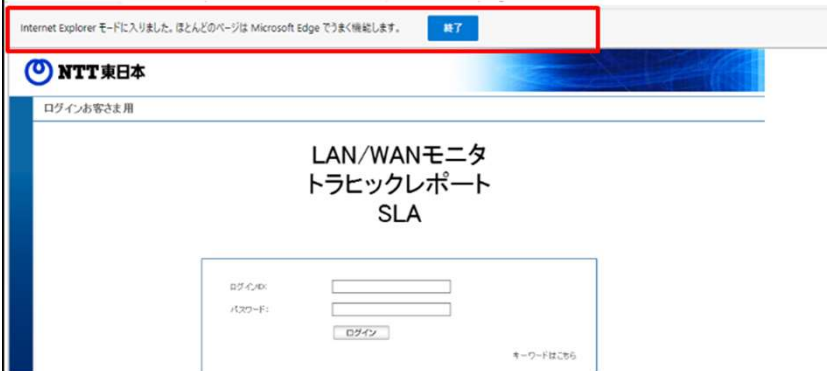 Internet Explorer モードに入りました。ほとんどのページは Microsoft Edge でうまく機能します。 終了
NTT東日本
ログインお客さま用
LAN/WANモニタ
トラヒックレポート
SLA
ログインID:
パスワード:
ログイン
キーワードはこちら